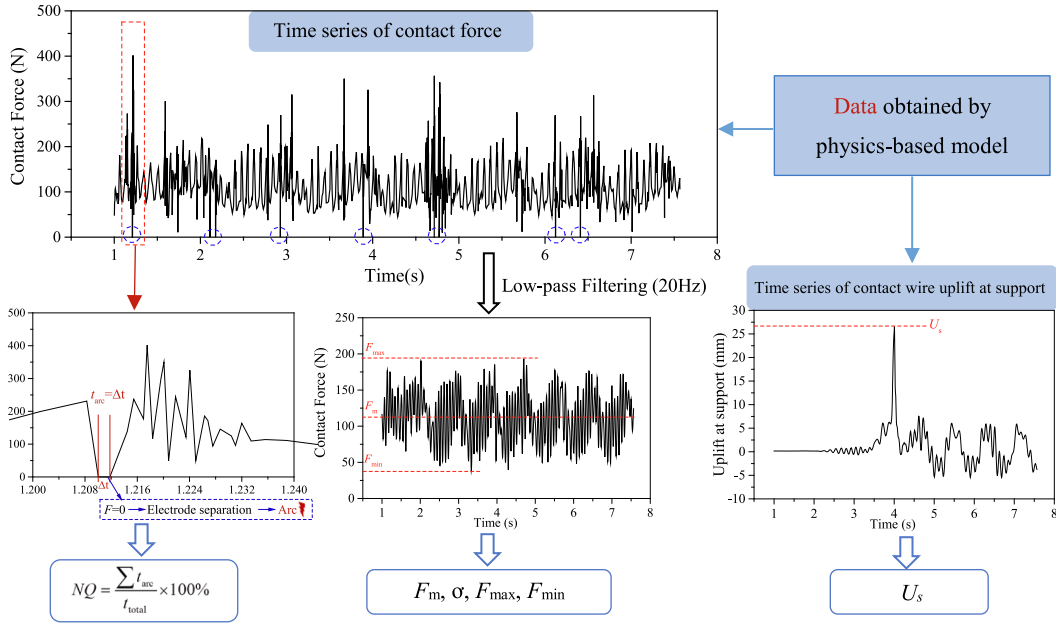 Time series of contact force
Contact Force (N)
500
400
300
200
100
0
1
2
3
4
5
6
7
8
Time(s)
Data obtained by
physics-based model
Low-pass Filtering (20Hz)
Time series of contact wire uplift at support
500
400
300
200
100
0
t_arc=Δt
Δt
1.200
1.208
1.216
1.224
1.232
1.240
F=0 → Electrode separation → Arc
NQ = ∑ t_arc / t_total ×100%
Contact Force (N)
250
200
150
100
50
0
F_max
F_m
F_min
1
2
3
4
5
6
7
8
Time (s)
F_m, σ, F_max, F_min
Uplift at support (mm)
30
25
20
15
10
5
0
-5
-10
U_s
1
2
3
4
5
6
7
8
Time (s)
U_s